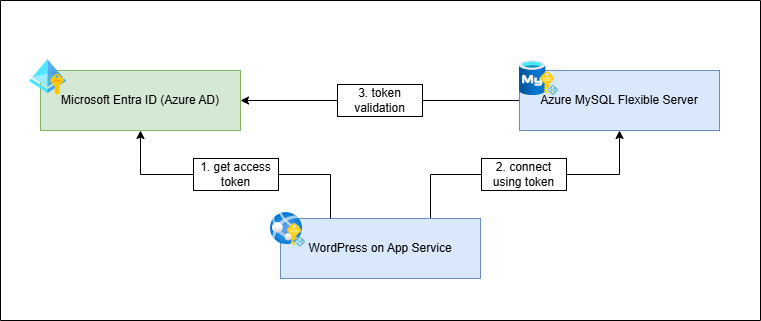 Microsoft Entra ID (Azure AD)
3. token
validation
My
Azure MySQL Flexible Server
1. get access
token
2. connect
using token
WordPress on App Service